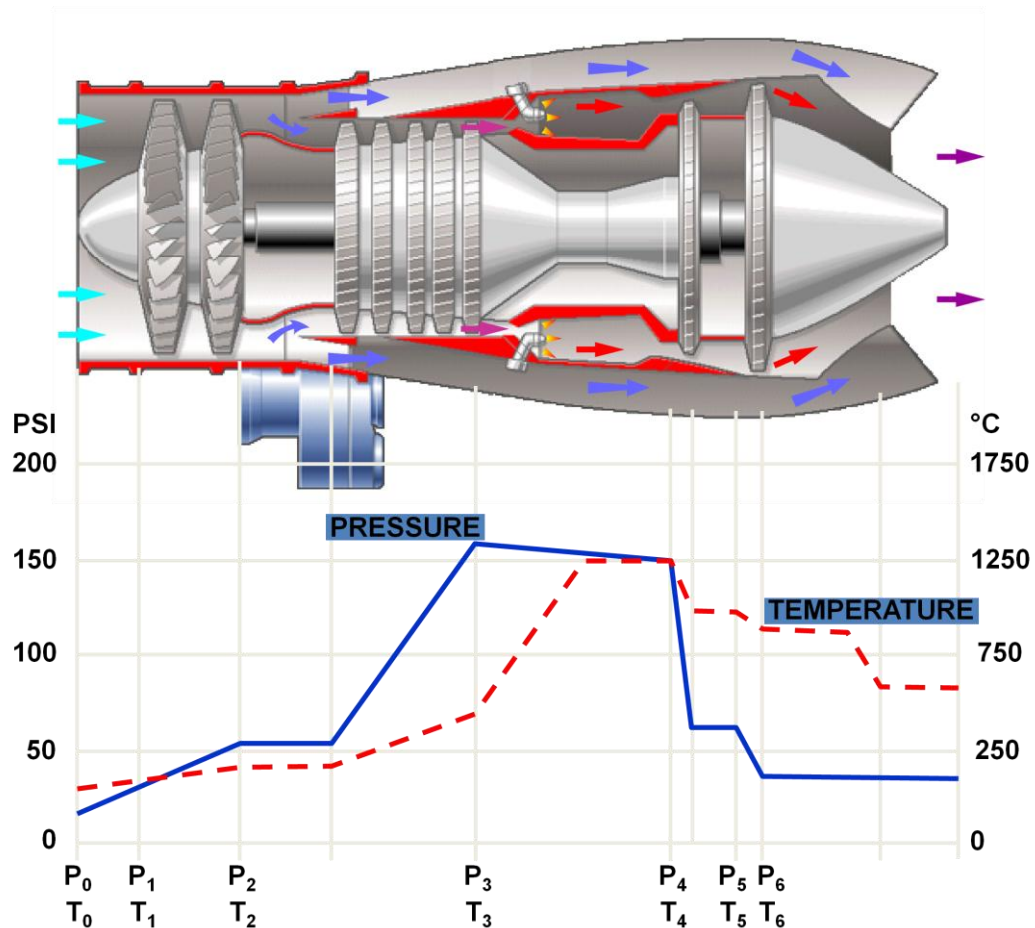 PSI °C
200 1750
PRESSURE
150 1250
TEMPERATURE
100 750
50 250
0 0
P₀ P₁ P₂ P₃ P₄ P₅ P₆
T₀ T₁ T₂ T₃ T₄ T₅ T₆